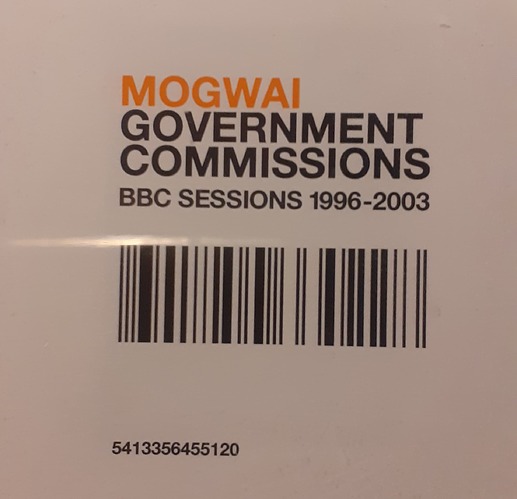 MOGWAI
GOVERNMENT
COMMISSIONS
BBC SESSIONS 1996-2003
5413356455120